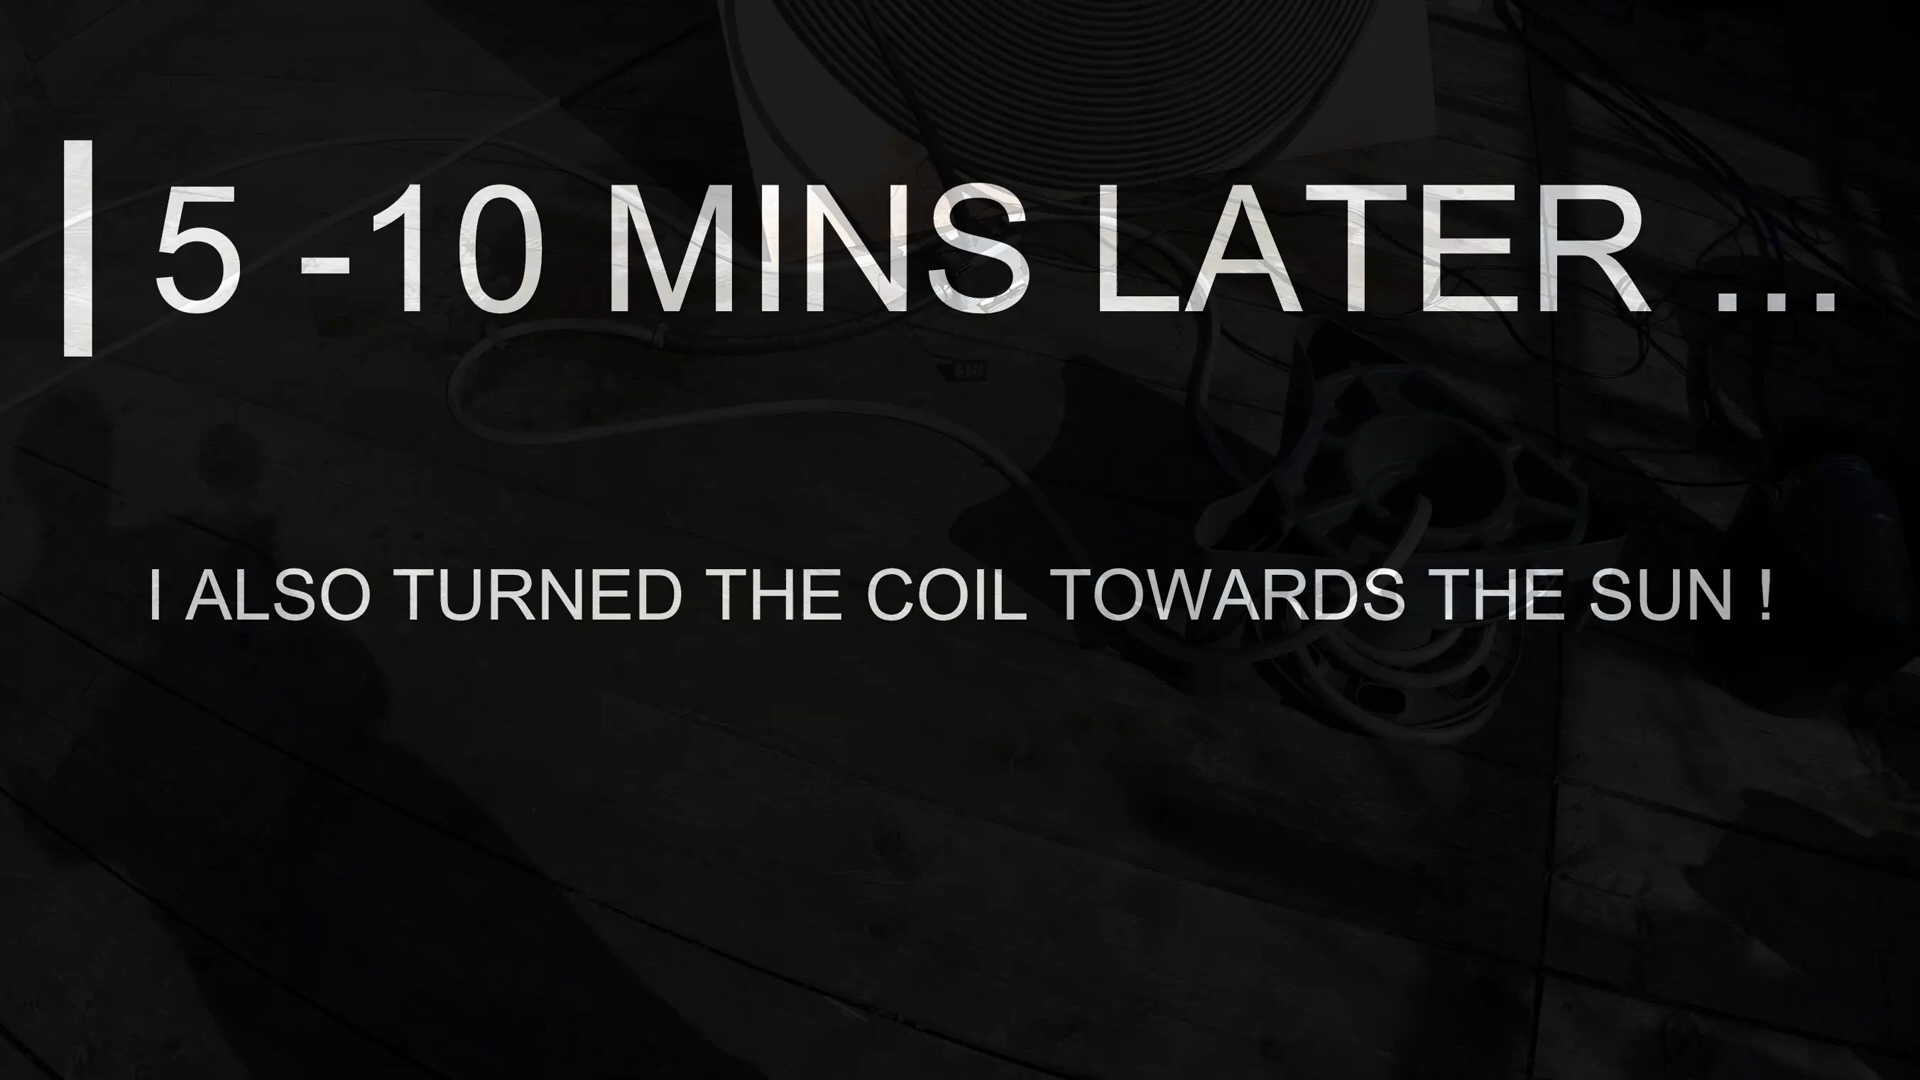 5 -10 MINS LATER ...
I ALSO TURNED THE COIL TOWARDS THE SUN !